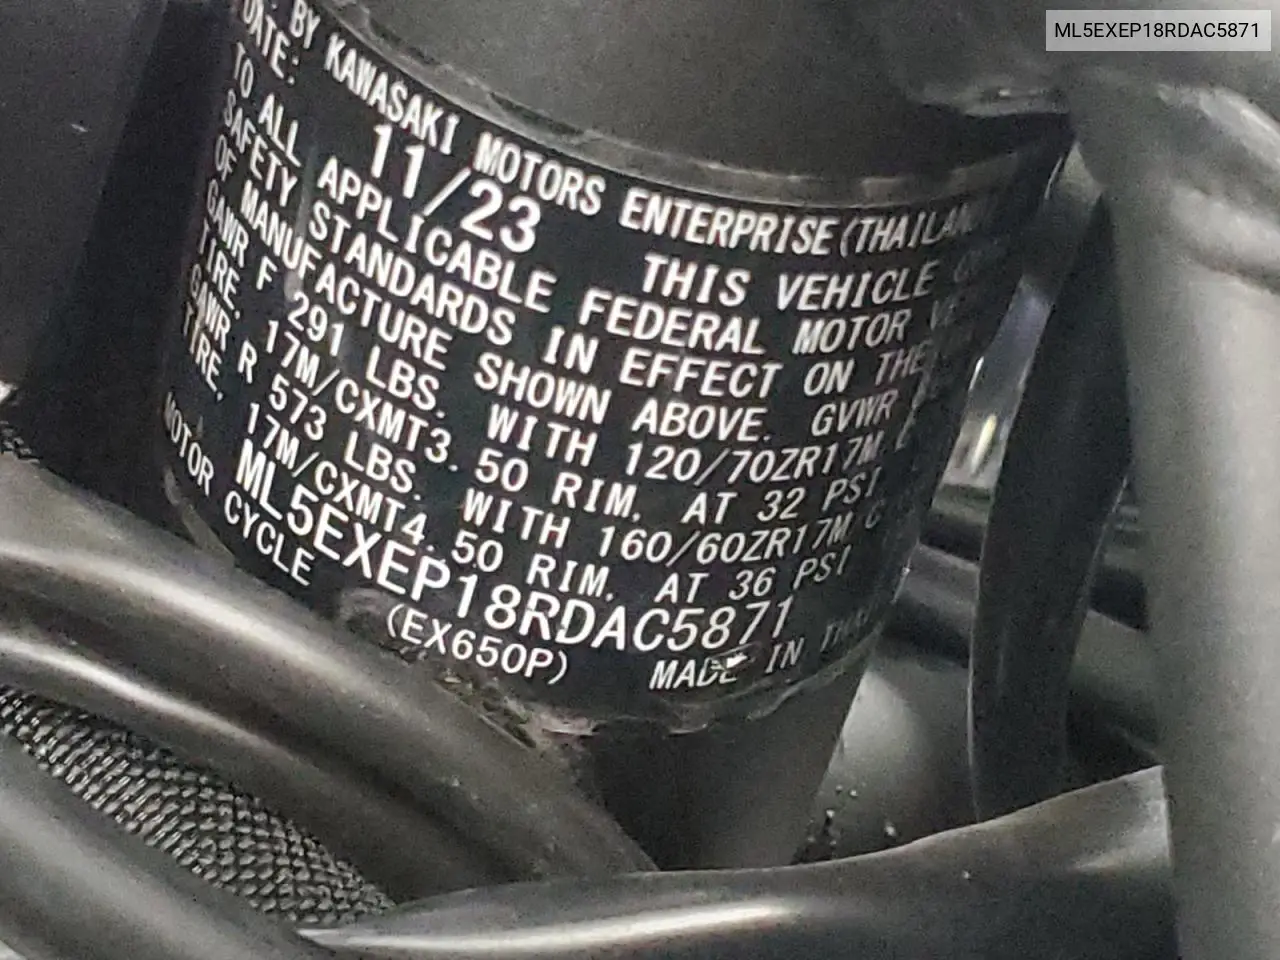 ML5EXEP18RDAC5871
BY KAWASAKI MOTORS ENTERPRISE (THAILAND
DATE: 11/23 THIS VEHICLE
TO ALL APPLICABLE FEDERAL MOTOR
SAFETY STANDARDS IN EFFECT ON THE
OF MANUFACTURE SHOWN ABOVE. GVWR
GAWR F 291 LBS. WITH 120/70ZR17M/C
TIRE, 17M/CXMT3.50 RIM, AT 32 PSI
GAWR R 573 LBS. WITH 160/60ZR17M/C
TIRE, 17M/CXMT4.50 RIM, AT 36 PSI
ML5EXEP18RDAC5871
MOTOR CYCLE (EX650P) MADE IN